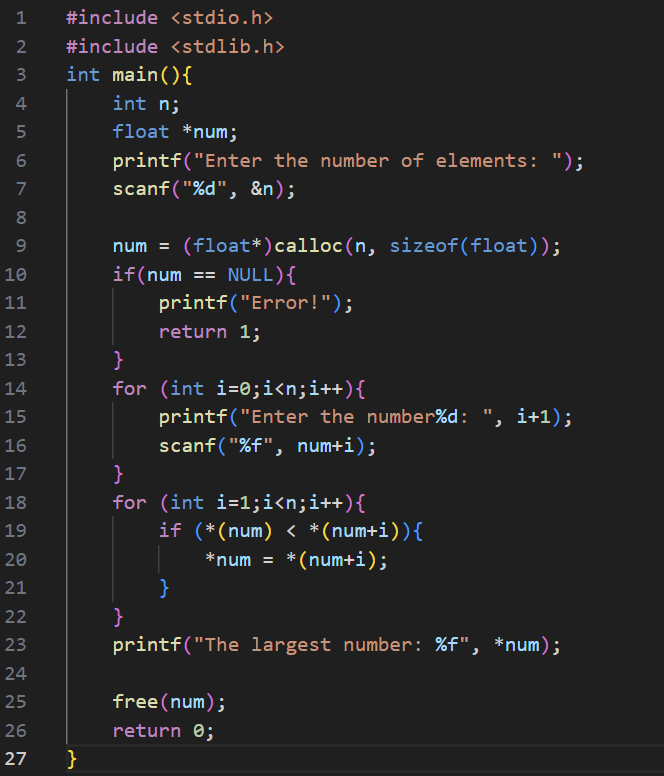 1 #include <stdio.h>
2 #include <stdlib.h>
3 int main(){
4     int n;
5     float *num;
6     printf("Enter the number of elements: ");
7     scanf("%d", &n);
8
9     num = (float*)calloc(n, sizeof(float));
10     if(num == NULL){
11         printf("Error!");
12         return 1;
13     }
14     for (int i=0;i<n;i++){
15         printf("Enter the number%d: ", i+1);
16         scanf("%f", num+i);
17     }
18     for (int i=1;i<n;i++){
19         if (*(num) < *(num+i)){
20             *num = *(num+i);
21         }
22     }
23     printf("The largest number: %f", *num);
24
25     free(num);
26     return 0;
27 }